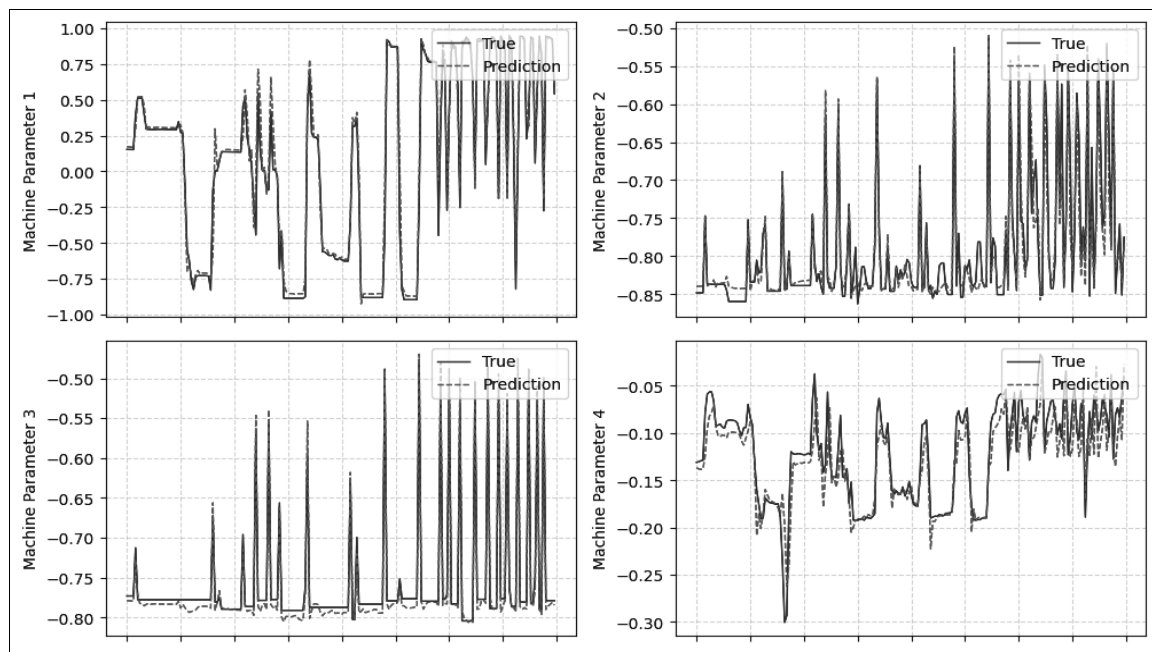 Machine Parameter 1
1.00
0.75
0.50
0.25
0.00
−0.25
−0.50
−0.75
−1.00
True
Prediction
Machine Parameter 2
−0.50
−0.55
−0.60
−0.65
−0.70
−0.75
−0.80
−0.85
True
Prediction
Machine Parameter 3
−0.50
−0.55
−0.60
−0.65
−0.70
−0.75
−0.80
True
Prediction
Machine Parameter 4
−0.05
−0.10
−0.15
−0.20
−0.25
−0.30
True
Prediction